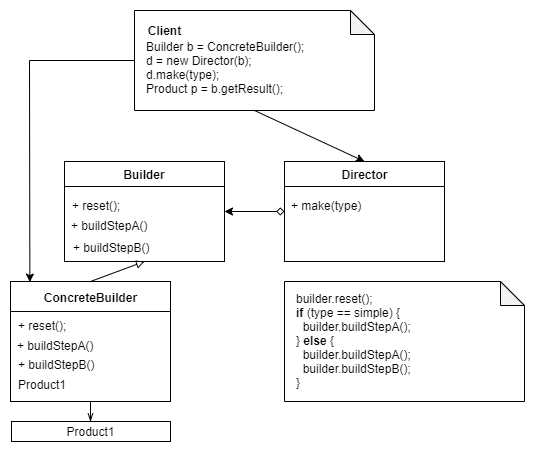 Client
Builder b = ConcreteBuilder();
d = new Director(b);
d.make(type);
Product p = b.getResult();
Builder
+ reset();
+ buildStepA()
+ buildStepB()
Director
+ make(type)
ConcreteBuilder
+ reset();
+ buildStepA()
+ buildStepB()
Product1
Product1
builder.reset();
if (type == simple) {
builder.buildStepA();
} else {
builder.buildStepA();
builder.buildStepB();
}